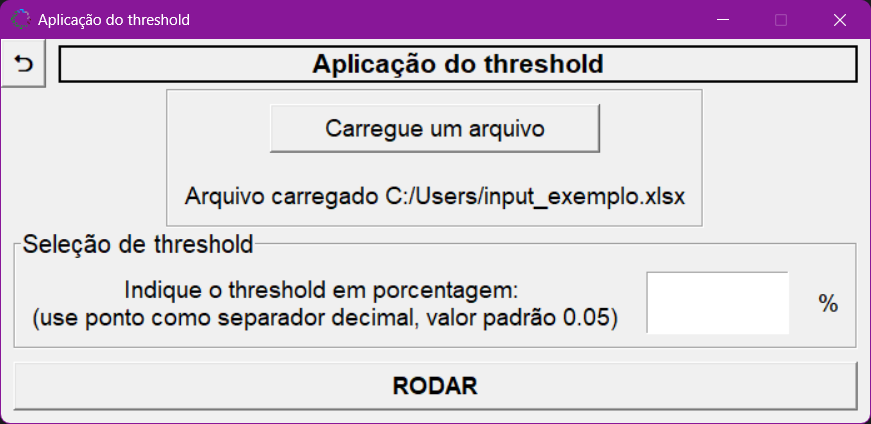 Aplicação do threshold
Aplicação do threshold
Carregue um arquivo
Arquivo carregado C:/Users/input_exemplo.xlsx
Seleção de threshold
Indique o threshold em porcentagem:
(use ponto como separador decimal, valor padrão 0.05)
%
RODAR